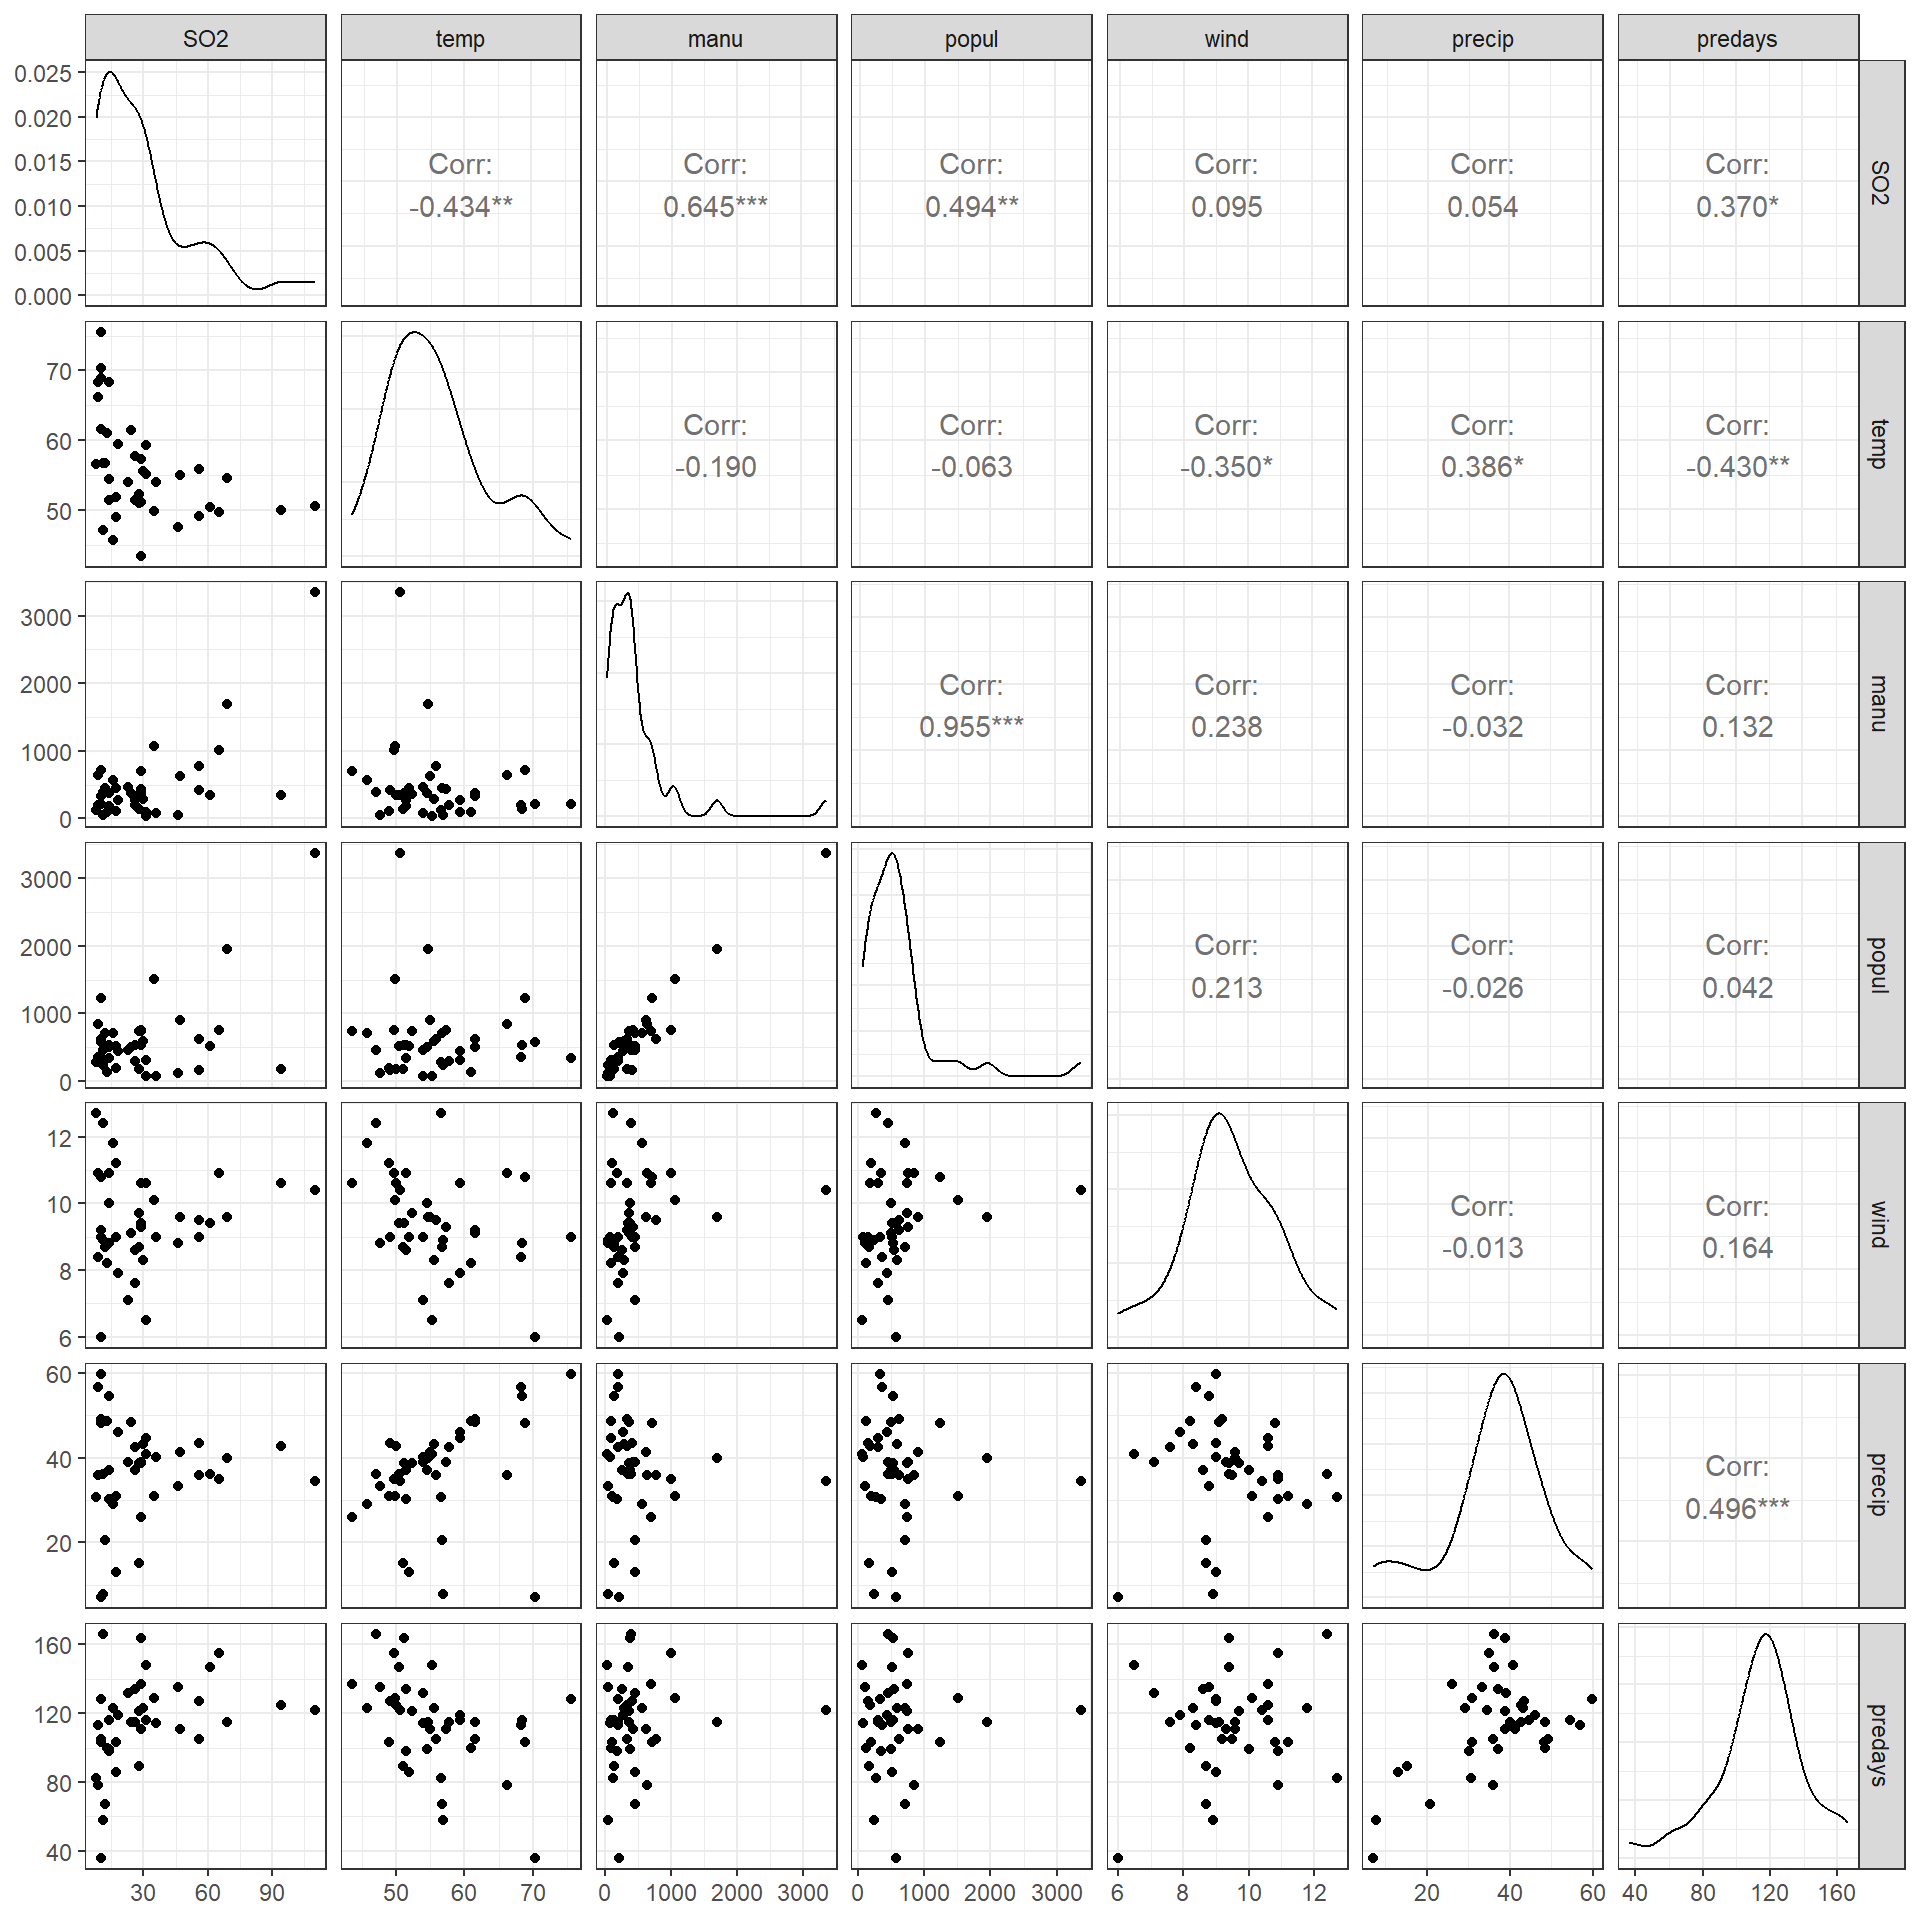 SO2 temp manu popul wind precip predays
0.025
0.020
0.015
0.010
0.005
0.000
Corr:
-0.434**
Corr:
0.645***
Corr:
0.494**
Corr:
0.095
Corr:
0.054
Corr:
0.370*
SO2
70
60
50
Corr:
-0.190
Corr:
-0.063
Corr:
-0.350*
Corr:
0.386*
Corr:
-0.430**
temp
3000
2000
1000
0
Corr:
0.955***
Corr:
0.238
Corr:
-0.032
Corr:
0.132
manu
3000
2000
1000
0
Corr:
0.213
Corr:
-0.026
Corr:
0.042
popul
12
10
8
6
Corr:
-0.013
Corr:
0.164
wind
60
40
20
Corr:
0.496***
precip
160
120
80
40
predays
30 60 90 50 60 70 0 1000 2000 3000 0 1000 2000 3000 6 8 10 12 20 40 60 40 80 120 160